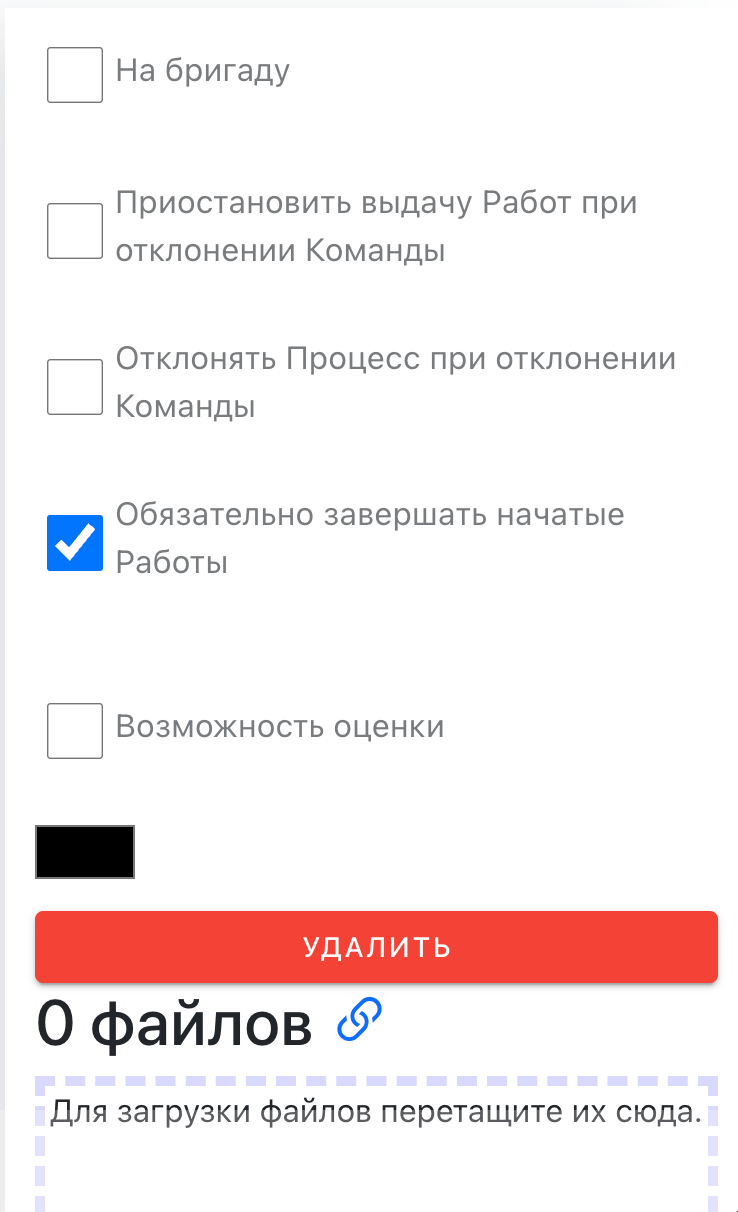 На бригаду
Приостановить выдачу Работ при
отклонении Команды
Отклонять Процесс при отклонении
Команды
Обязательно завершать начатые
Работы
Возможность оценки
УДАЛИТЬ
0 файлов
Для загрузки файлов перетащите их сюда.